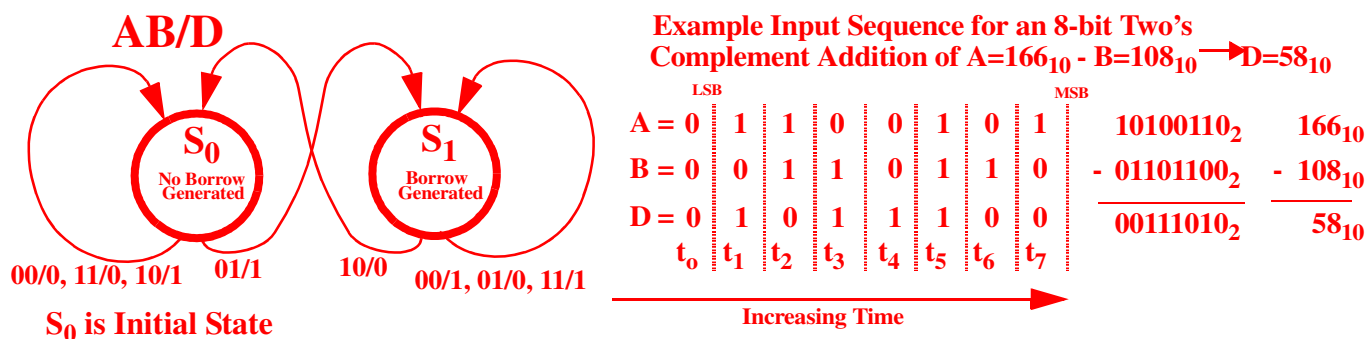 AB/D
S0
No Borrow
Generated
S1
Borrow
Generated
00/0, 11/0, 10/1
01/1
10/0
00/1, 01/0, 11/1
S0 is Initial State
Example Input Sequence for an 8-bit Two's
Complement Addition of A=166₁₀ - B=108₁₀ D=58₁₀
LSB MSB
A = 0 1 1 0 0 1 0 1
B = 0 0 1 1 0 1 1 0
D = 0 1 0 1 1 1 0 0
to t1 t2 t3 t4 t5 t6 t7
Increasing Time
10100110₂ 166₁₀
- 01101100₂ - 108₁₀
00111010₂ 58₁₀